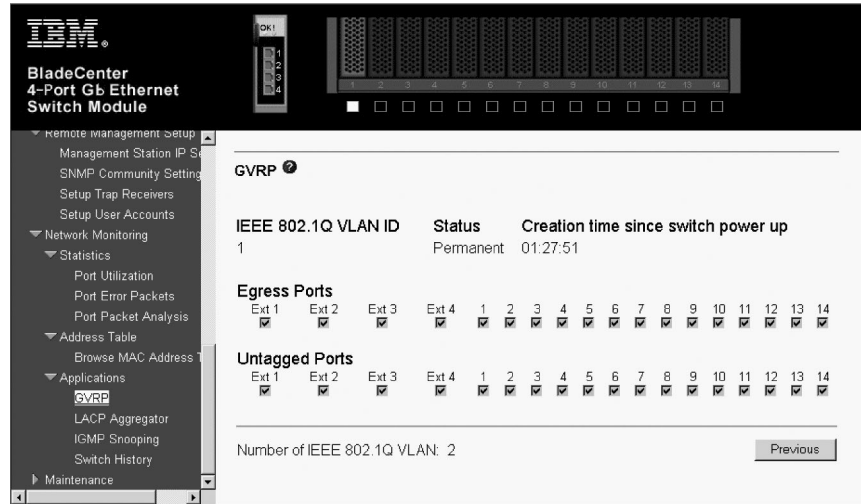 IBM®
BladeCenter
4-Port Gb Ethernet
Switch Module
OK!
1
2
3
4
1 2 3 4 5 6 7 8 9 10 11 12 13 14
Remote Management Setup
Management Station IP Se
SNMP Community Setting
Setup Trap Receivers
Setup User Accounts
Network Monitoring
Statistics
Port Utilization
Port Error Packets
Port Packet Analysis
Address Table
Browse MAC Address T
Applications
GVRP
LACP Aggregator
IGMP Snooping
Switch History
Maintenance
GVRP ?
IEEE 802.1Q VLAN ID Status Creation time since switch power up
1 Permanent 01:27:51
Egress Ports
Ext 1 Ext 2 Ext 3 Ext 4 1 2 3 4 5 6 7 8 9 10 11 12 13 14
Untagged Ports
Ext 1 Ext 2 Ext 3 Ext 4 1 2 3 4 5 6 7 8 9 10 11 12 13 14
Number of IEEE 802.1Q VLAN: 2
Previous